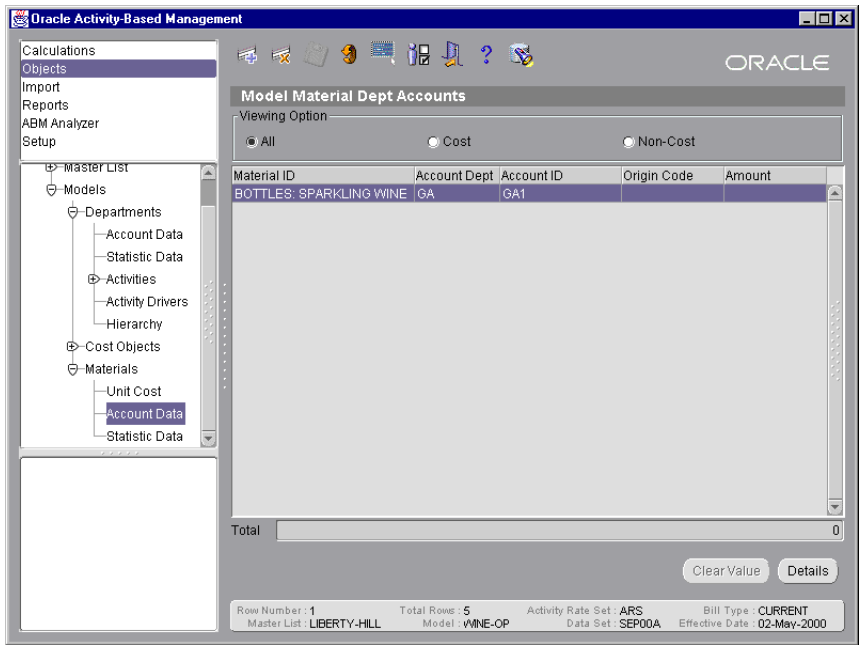 Oracle Activity-Based Management
Calculations
Objects
Import
Reports
ABM Analyzer
Setup
ORACLE
Model Material Dept Accounts
Viewing Option
All Cost Non-Cost
Master List
Models
Departments
Account Data
Statistic Data
Activities
Activity Drivers
Hierarchy
Cost Objects
Materials
Unit Cost
Account Data
Statistic Data
Material ID Account Dept Account ID Origin Code Amount
BOTTLES: SPARKLING WINE GA GA1
Total 0
Clear Value Details
Row Number : 1 Total Rows : 5 Activity Rate Set : ARS Bill Type : CURRENT
Master List : LIBERTY-HILL Model : WINE-OP Data Set : SEP00A Effective Date : 02-May-2000